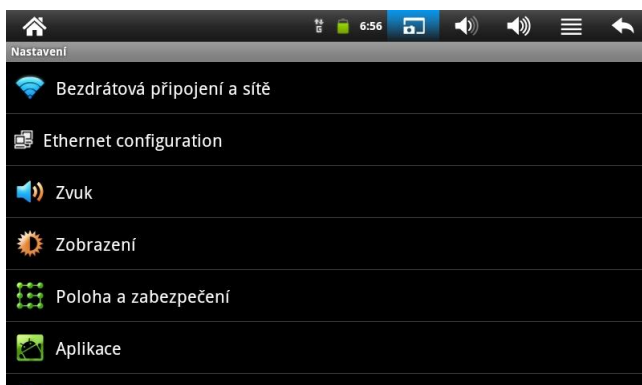 G
6:56
Nastavení
Bezdrátová připojení a sítě
Ethernet configuration
Zvuk
Zobrazení
Poloha a zabezpečení
Aplikace